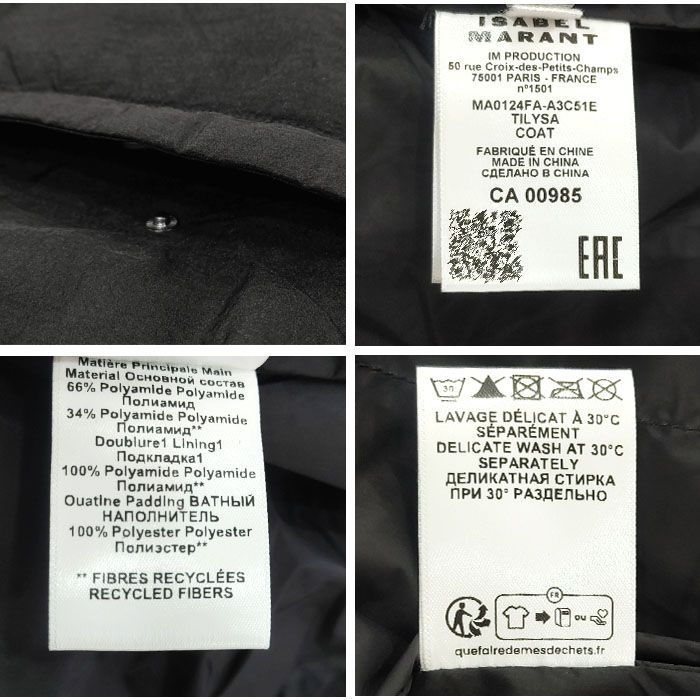 ISABEL
MARANT
IM PRODUCTION
50 rue Croix-des-Petits-Champs
75001 PARIS - FRANCE
n°1501
MA0124FA-A3C51E
TILYSA
COAT
FABRIQUÉ EN CHINE
MADE IN CHINA
СДЕЛАНО В CHINA
CA 00985
EAC
Matière Principale Main
Material Основной состав
66% Polyamide Polyamide
Полиамид
34% Polyamide Polyamide
Полиамид**
Doublure1 Lining1
Подкладка1
100% Polyamide Polyamide
Полиамид**
Ouatine Padding ВАТНЫЙ
НАПОЛНИТЕЛЬ
100% Polyester Polyester
Полиэстер**
** FIBRES RECYCLÉES
RECYCLED FIBERS
30
LAVAGE DÉLICAT À 30°C
SÉPARÉMENT
DELICATE WASH AT 30°C
SEPARATELY
ДЕЛИКАТНАЯ СТИРКА
ПРИ 30° РАЗДЕЛЬНО
FR
OU
quefairedemesdechets.fr